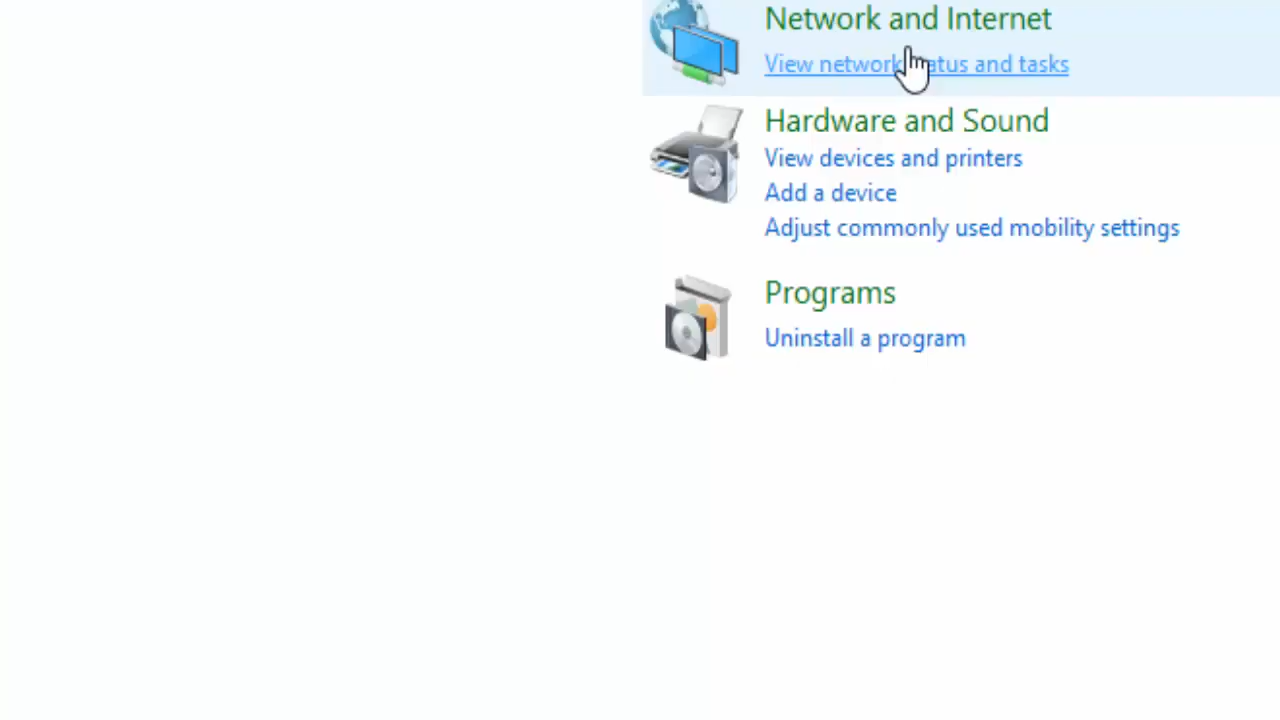 Network and Internet
View network status and tasks
Hardware and Sound
View devices and printers
Add a device
Adjust commonly used mobility settings
Programs
Uninstall a program